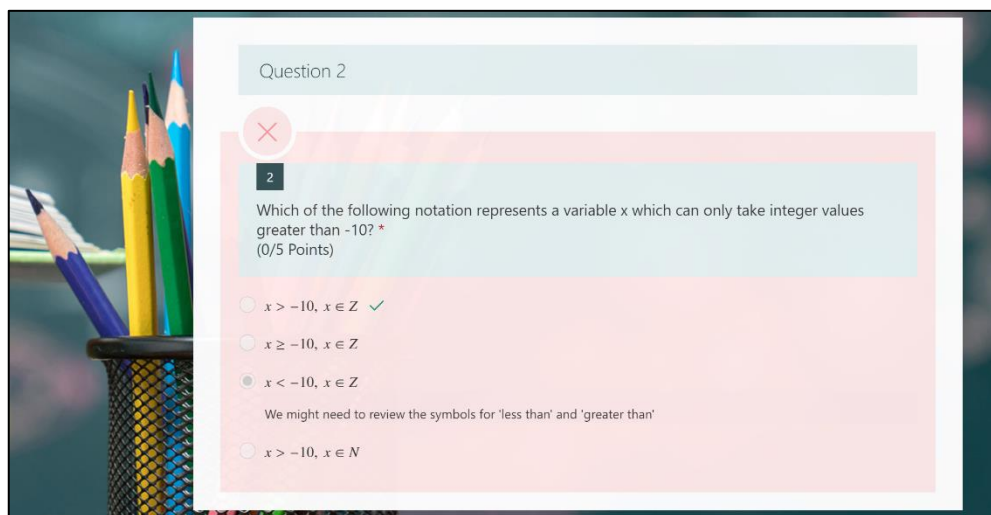 Question 2
2
Which of the following notation represents a variable x which can only take integer values
greater than -10? *
(0/5 Points)
x > −10, x ∈ Z ✓
x ≥ −10, x ∈ Z
x < −10, x ∈ Z
We might need to review the symbols for 'less than' and 'greater than'
x > −10, x ∈ N